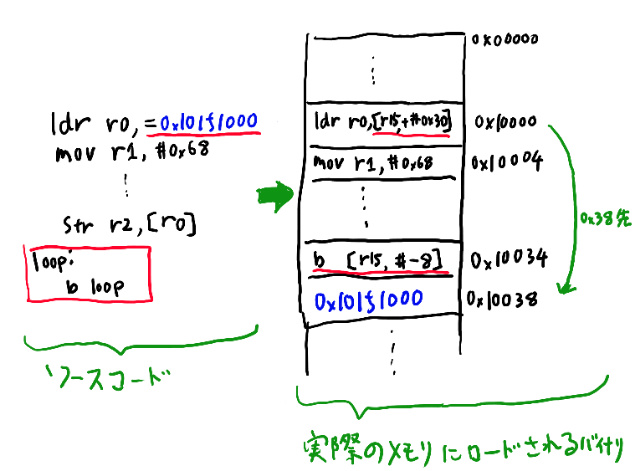 ldr r0, =0x101f1000
mov r1, #0x68
⋮
str r2, [r0]
loop:
b loop
ソースコード
0x00000
⋮
ldr r0,[r15,+#0x30]
0x10000
mov r1, #0x68
0x10004
⋮
0x38先
b [r15, #-8]
0x10034
0x101f1000
0x10038
⋮
実際のメモリにロードされるバイナリ